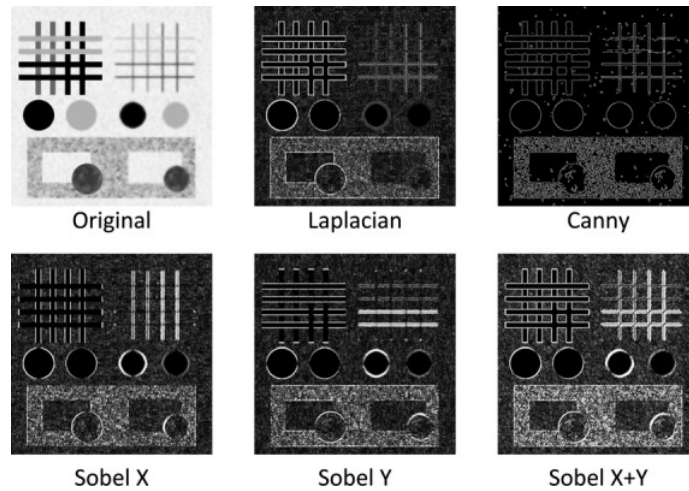 Original
Laplacian
Canny
Sobel X
Sobel Y
Sobel X+Y